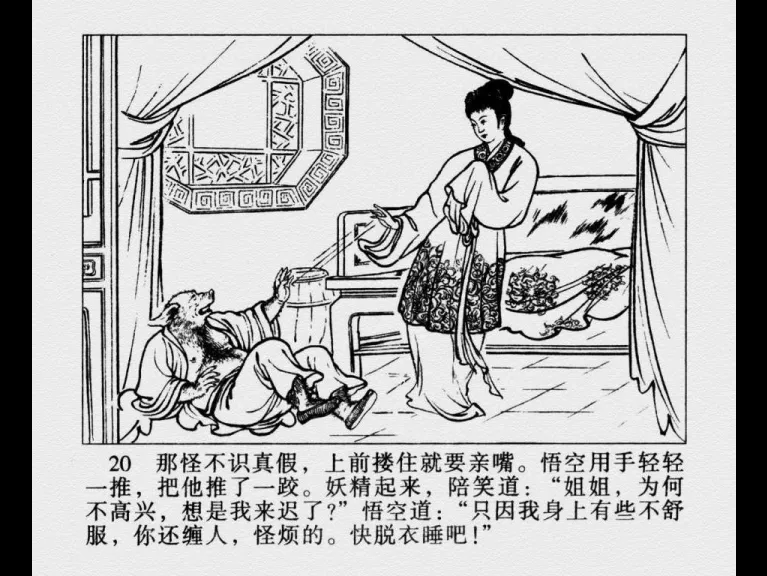 20 那怪不识真假，上前搂住就要亲嘴。悟空用手轻轻
一推，把他推了一跤。妖精起来，陪笑道：“姐姐，为何
不高兴，想是我来迟了？”悟空道：“只因我身上有些不舒
服，你还缠人，怪烦的。快脱衣睡吧！”